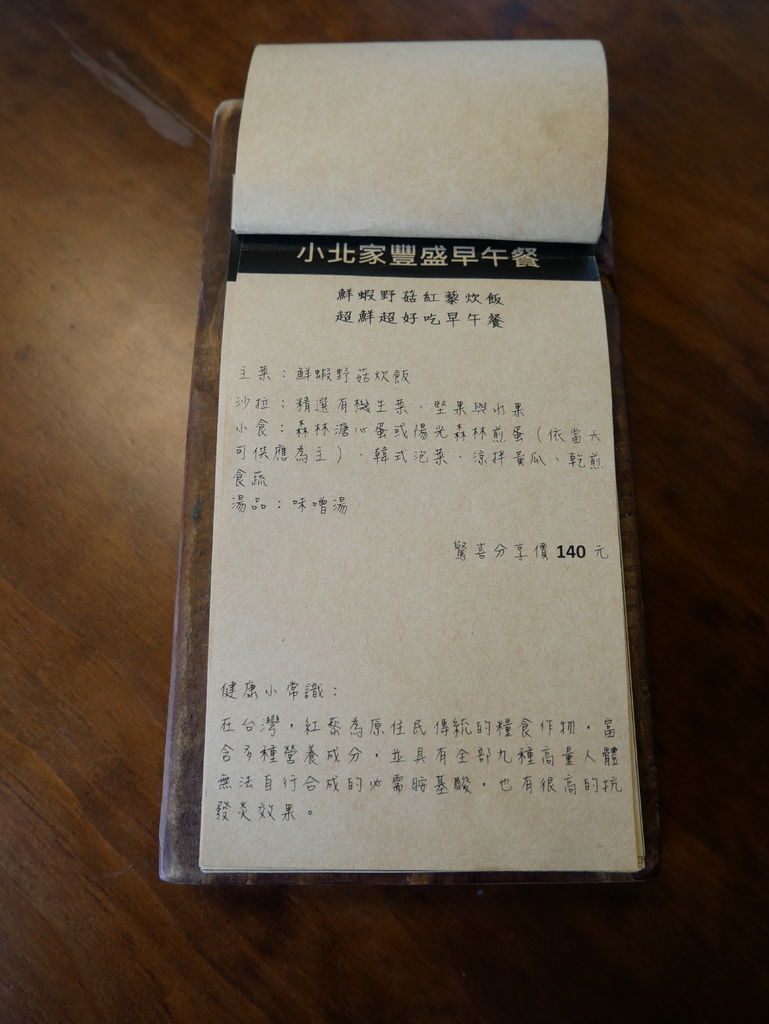 小北家豐盛早午餐
鮮蝦野菇紅藜炊飯
超鮮超好吃早午餐
主菜：鮮蝦野菇炊飯
沙拉：精選有機生菜、堅果與水果
小食：森林溏心蛋或陽光森林煎蛋（依當天
可供應為主）、韓式泡菜、涼拌黃瓜、乾煎
食蔬
湯品：味噌湯
驚喜分享價 140 元
健康小常識：
在台灣，紅藜為原住民傳統的糧食作物，富
含多種營養成分，並具有全部九種高量人體
無法自行合成的必需胺基酸，也有很高的抗
發炎效果。